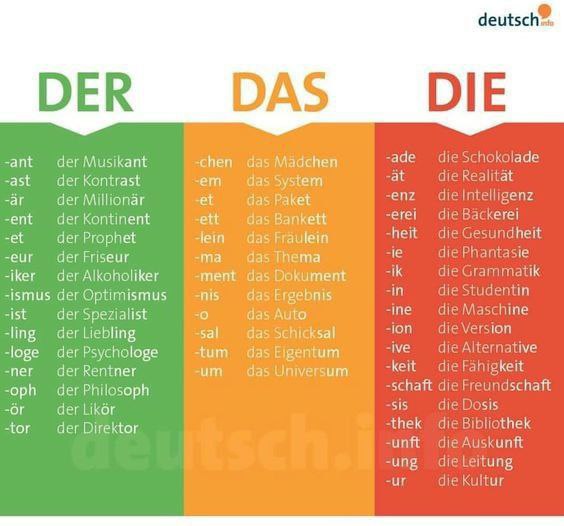 deutsch.info
DER
-ant der Musikant
-ast der Kontrast
-är der Millionär
-ent der Kontinent
-et der Prophet
-eur der Friseur
-iker der Alkoholiker
-ismus der Optimismus
-ist der Spezialist
-ling der Liebling
-loge der Psychologe
-ner der Rentner
-oph der Philosoph
-ör der Likör
-tor der Direktor
DAS
-chen das Mädchen
-em das System
-et das Paket
-ett das Bankett
-lein das Fräulein
-ma das Thema
-ment das Dokument
-nis das Ergebnis
-o das Auto
-sal das Schicksal
-tum das Eigentum
-um das Universum
DIE
-ade die Schokolade
-ät die Realität
-enz die Intelligenz
-erei die Bäckerei
-heit die Gesundheit
-ie die Phantasie
-ik die Grammatik
-in die Studentin
-ine die Maschine
-ion die Version
-ive die Alternative
-keit die Fähigkeit
-schaft die Freundschaft
-sis die Dosis
-thek die Bibliothek
-unft die Auskunft
-ung die Leitung
-ur die Kultur
deutsch.info